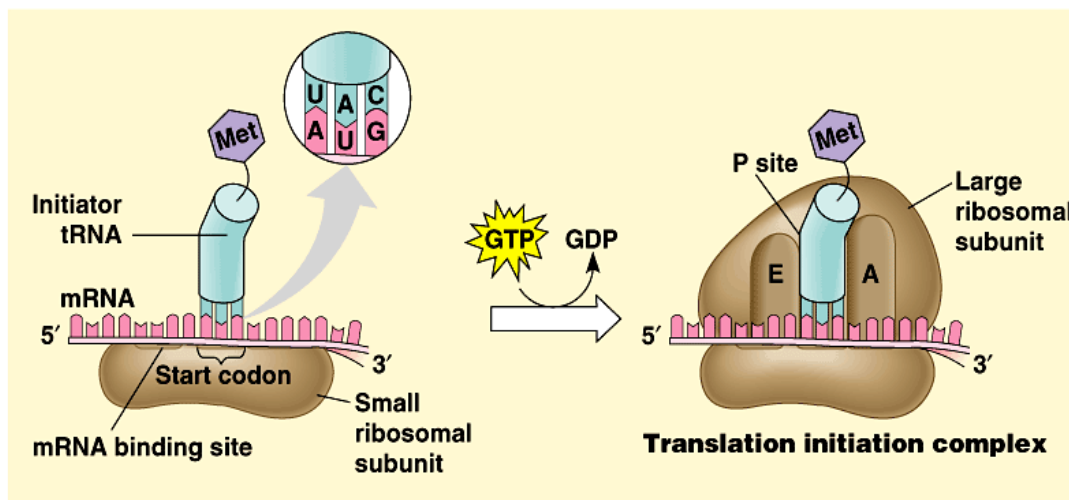 U A C
A U G
Met
Initiator
tRNA
mRNA
5′
3′
Start codon
mRNA binding site
Small
ribosomal
subunit
GTP
GDP
Met
P site
Large
ribosomal
subunit
E
A
5′
3′
Translation initiation complex